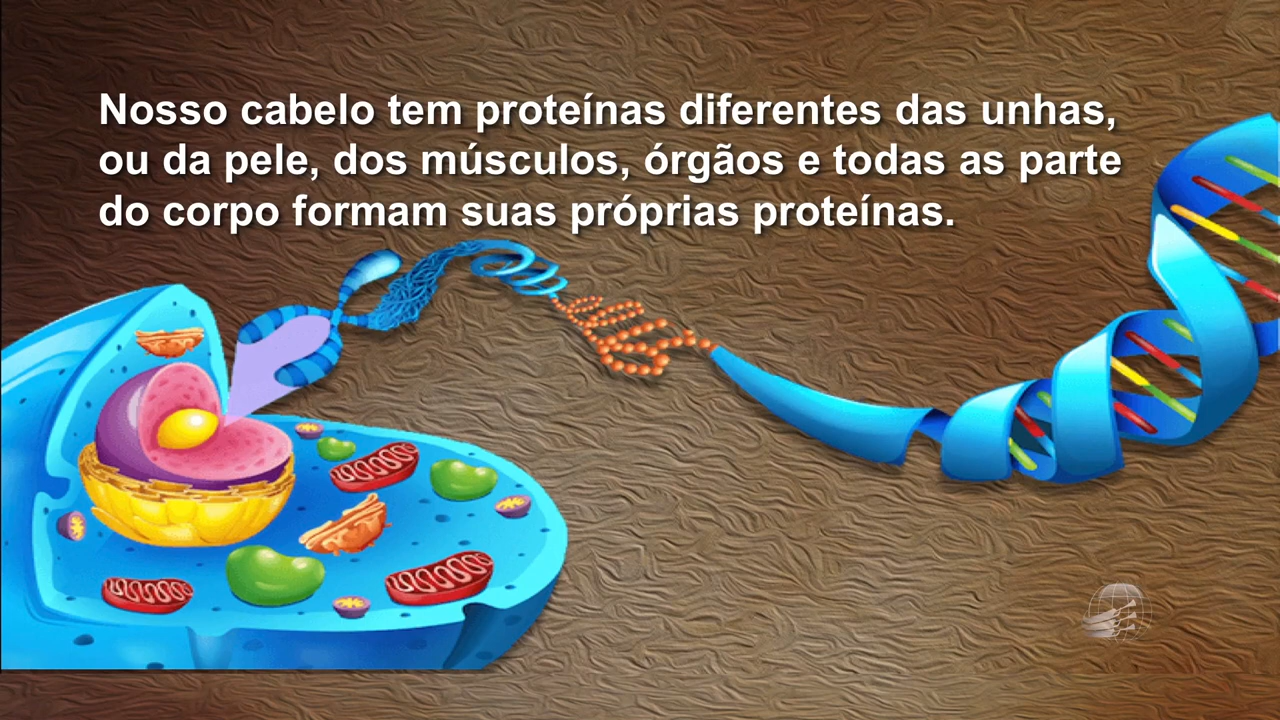 Nosso cabelo tem proteínas diferentes das unhas,
ou da pele, dos músculos, órgãos e todas as parte
do corpo formam suas próprias proteínas.